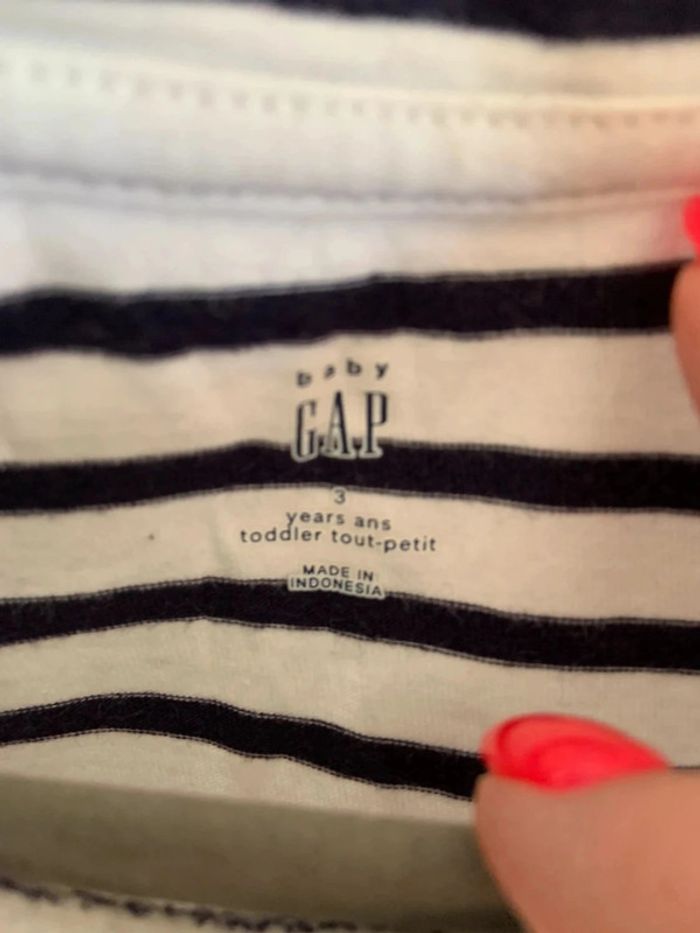 baby
GAP
3
years ans
toddler tout-petit
MADE IN
INDONESIA